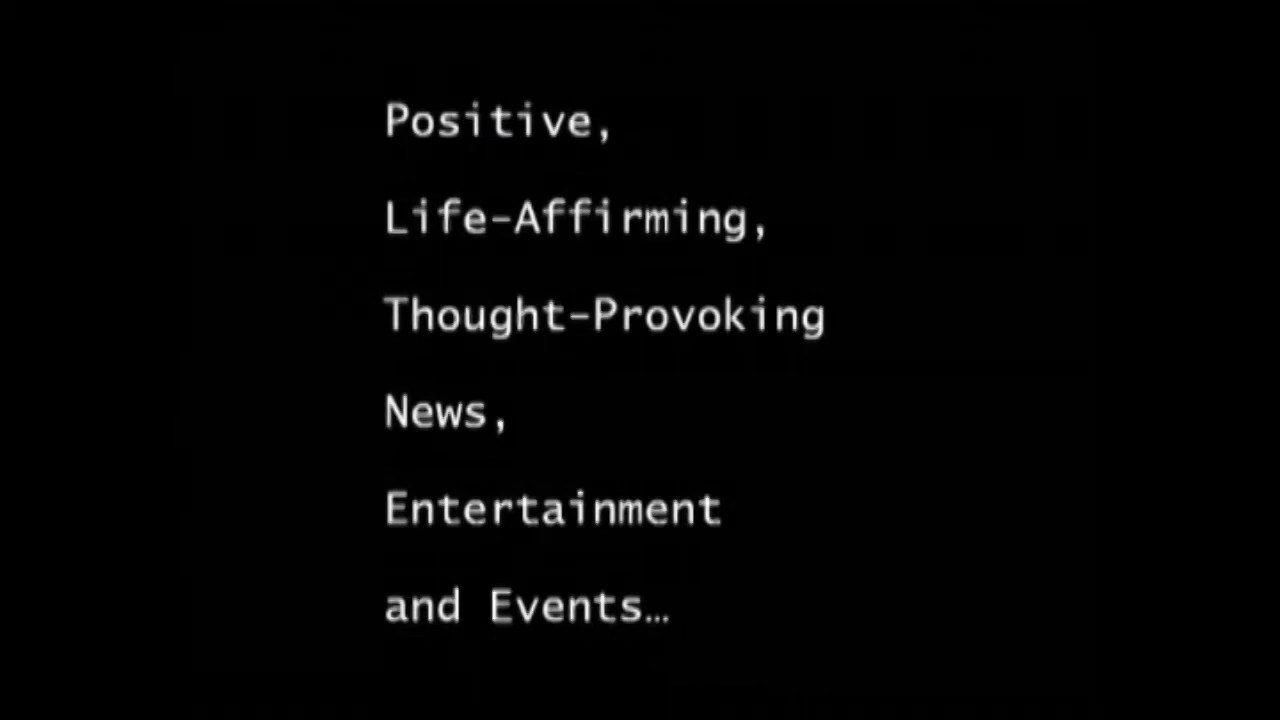 Positive,
Life-Affirming,
Thought-Provoking
News,
Entertainment
and Events…